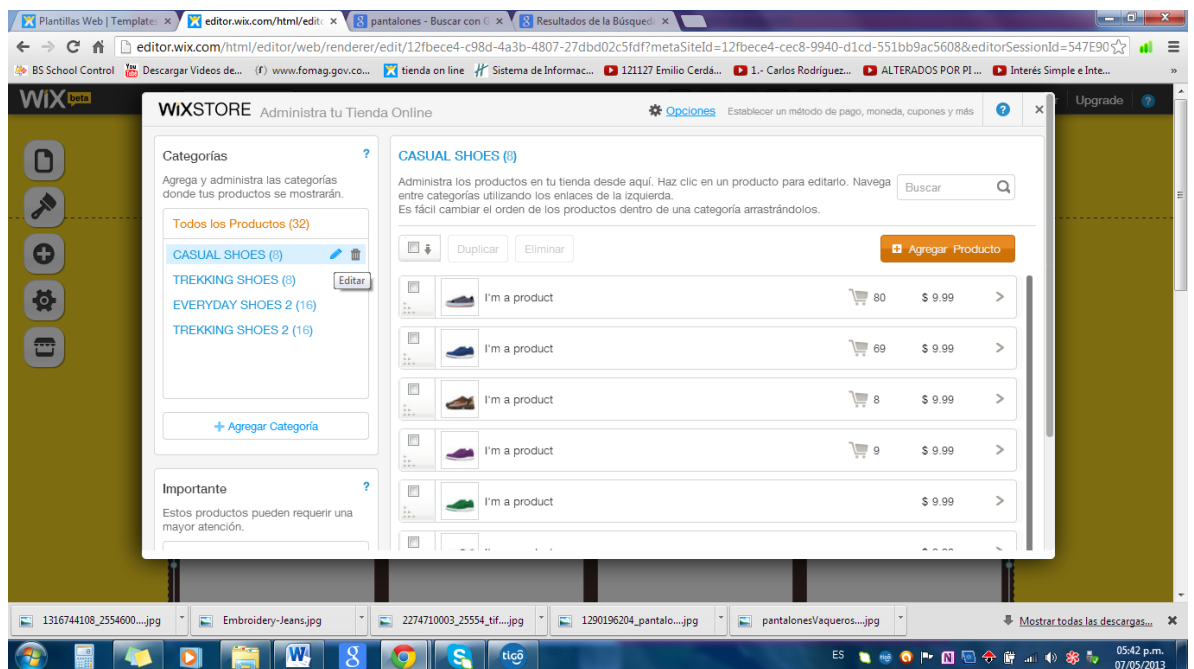 Plantillas Web | Templates
editor.wix.com/html/edito
pantalones - Buscar con G
Resultados de la Búsqued
editor.wix.com/html/editor/web/renderer/edit/12fbece4-c98d-4a3b-4807-27dbd02c5fdf?metaSiteId=12fbece4-cec8-9940-d1cd-551bb9ac5608&editorSessionId=547E90
BS School Control
Descargar Videos de...
www.fomag.gov.co...
tienda on line
Sistema de Informac...
121127 Emilio Cerdá...
1.- Carlos Rodríguez...
ALTERADOS POR PI ...
Interés Simple e Inte...
»
WiX beta
Upgrade
?
WiXSTORE Administra tu Tienda Online
Opciones Establecer un método de pago, moneda, cupones y más
?
Categorías ?
Agrega y administra las categorías
donde tus productos se mostrarán.
Todos los Productos (32)
CASUAL SHOES (8)
TREKKING SHOES (8)
Editar
EVERYDAY SHOES 2 (16)
TREKKING SHOES 2 (16)
+ Agregar Categoría
Importante ?
Estos productos pueden requerir una
mayor atención.
CASUAL SHOES (8)
Administra los productos en tu tienda desde aquí. Haz clic en un producto para editarlo. Navega
entre categorías utilizando los enlaces de la izquierda.
Es fácil cambiar el orden de los productos dentro de una categoría arrastrándolos.
Buscar
Duplicar
Eliminar
Agregar Producto
I'm a product 80 $ 9.99 >
I'm a product 69 $ 9.99 >
I'm a product 8 $ 9.99 >
I'm a product 9 $ 9.99 >
I'm a product $ 9.99 >
1316744108_2554600....jpg
Embroidery-Jeans.jpg
2274710003_25554_tif....jpg
1290196204_pantalo....jpg
pantalonesVaqueros....jpg
Mostrar todas las descargas...
tigo
ES
05:42 p.m.
07/05/2013